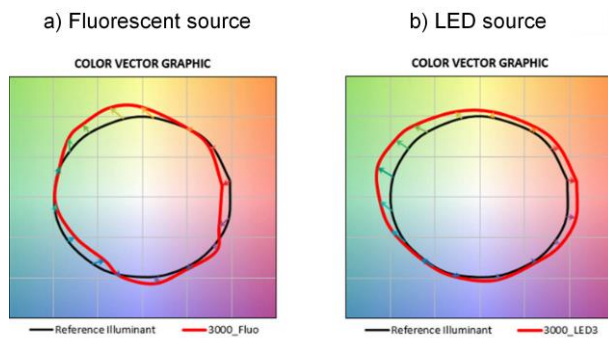 a) Fluorescent source
b) LED source
COLOR VECTOR GRAPHIC
COLOR VECTOR GRAPHIC
Reference Illuminant
3000_Fluo
Reference Illuminant
3000_LED3